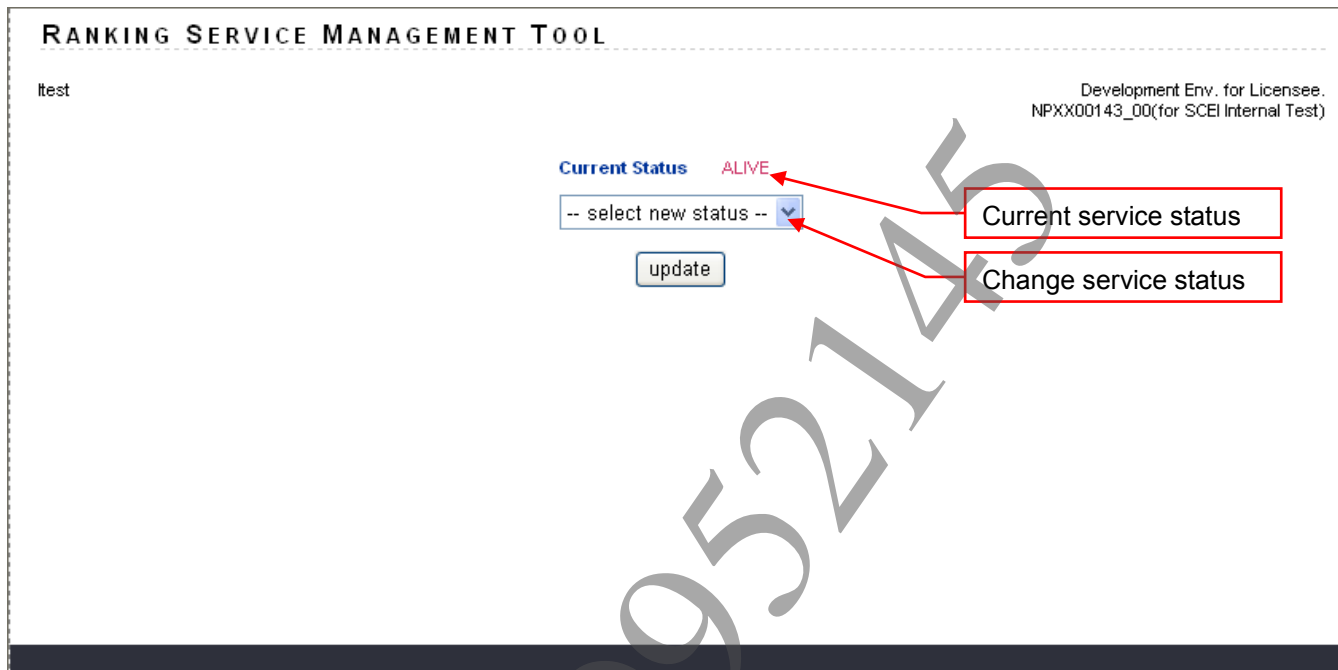 RANKING SERVICE MANAGEMENT TOOL
ltest
Development Env. for Licensee.
NPXX00143_00(for SCEI Internal Test)
Current Status ALIVE
Current service status
-- select new status --
Change service status
update
952145